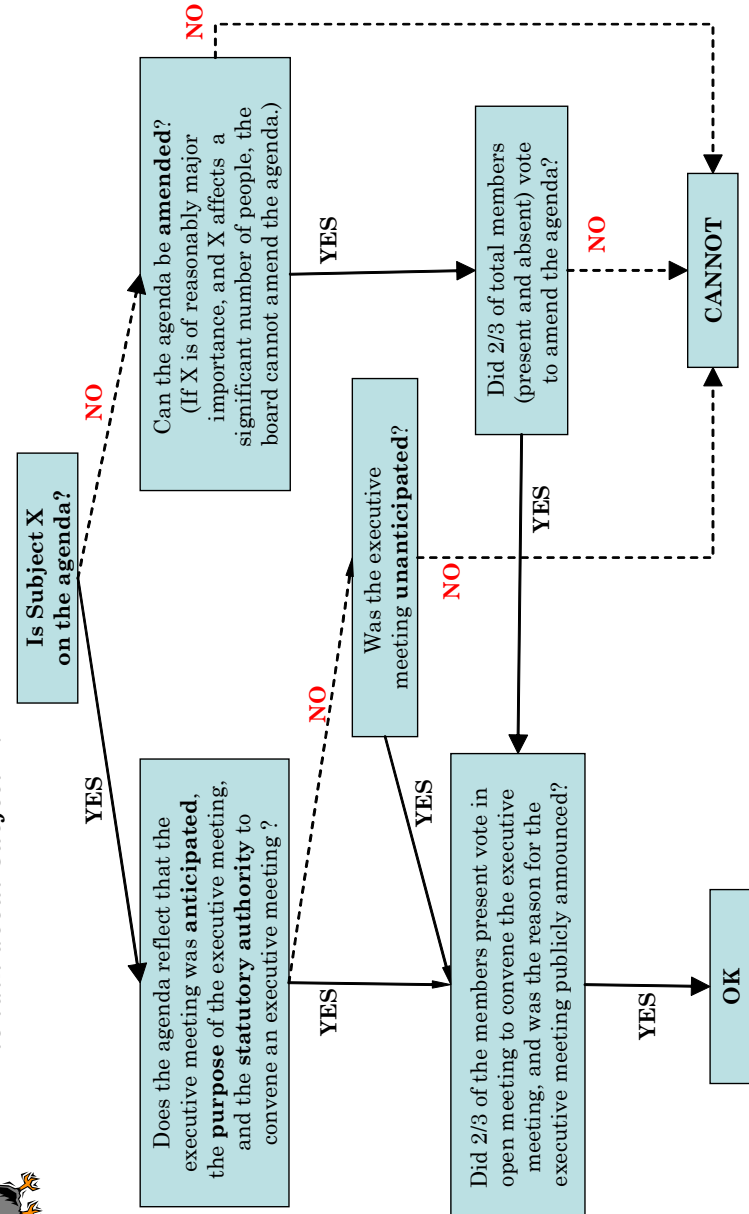 Is Subject X
on the agenda?
YES
NO
Does the agenda reflect that the
executive meeting was anticipated,
the purpose of the executive meeting,
and the statutory authority to
convene an executive meeting ?
Can the agenda be amended?
(If X is of reasonably major
importance, and X affects a
significant number of people, the
board cannot amend the agenda.)
NO
YES
NO
YES
Was the executive
meeting unanticipated?
YES
NO
Did 2/3 of total members
(present and absent) vote
to amend the agenda?
YES
NO
Did 2/3 of the members present vote in
open meeting to convene the executive
meeting, and was the reason for the
executive meeting publicly announced?
YES
OK
CANNOT